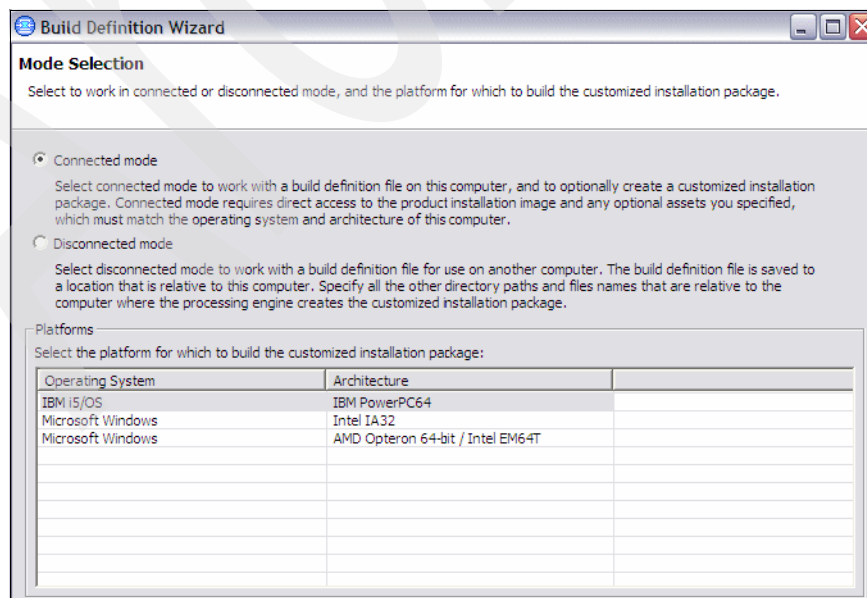 Build Definition Wizard
Mode Selection
Select to work in connected or disconnected mode, and the platform for which to build the customized installation package.
Connected mode
Select connected mode to work with a build definition file on this computer, and to optionally create a customized installation
package. Connected mode requires direct access to the product installation image and any optional assets you specified,
which must match the operating system and architecture of this computer.
Disconnected mode
Select disconnected mode to work with a build definition file for use on another computer. The build definition file is saved to
a location that is relative to this computer. Specify all the other directory paths and files names that are relative to the
computer where the processing engine creates the customized installation package.
Platforms
Select the platform for which to build the customized installation package:
Operating System Architecture
IBM i5/OS IBM PowerPC64
Microsoft Windows Intel IA32
Microsoft Windows AMD Opteron 64-bit / Intel EM64T